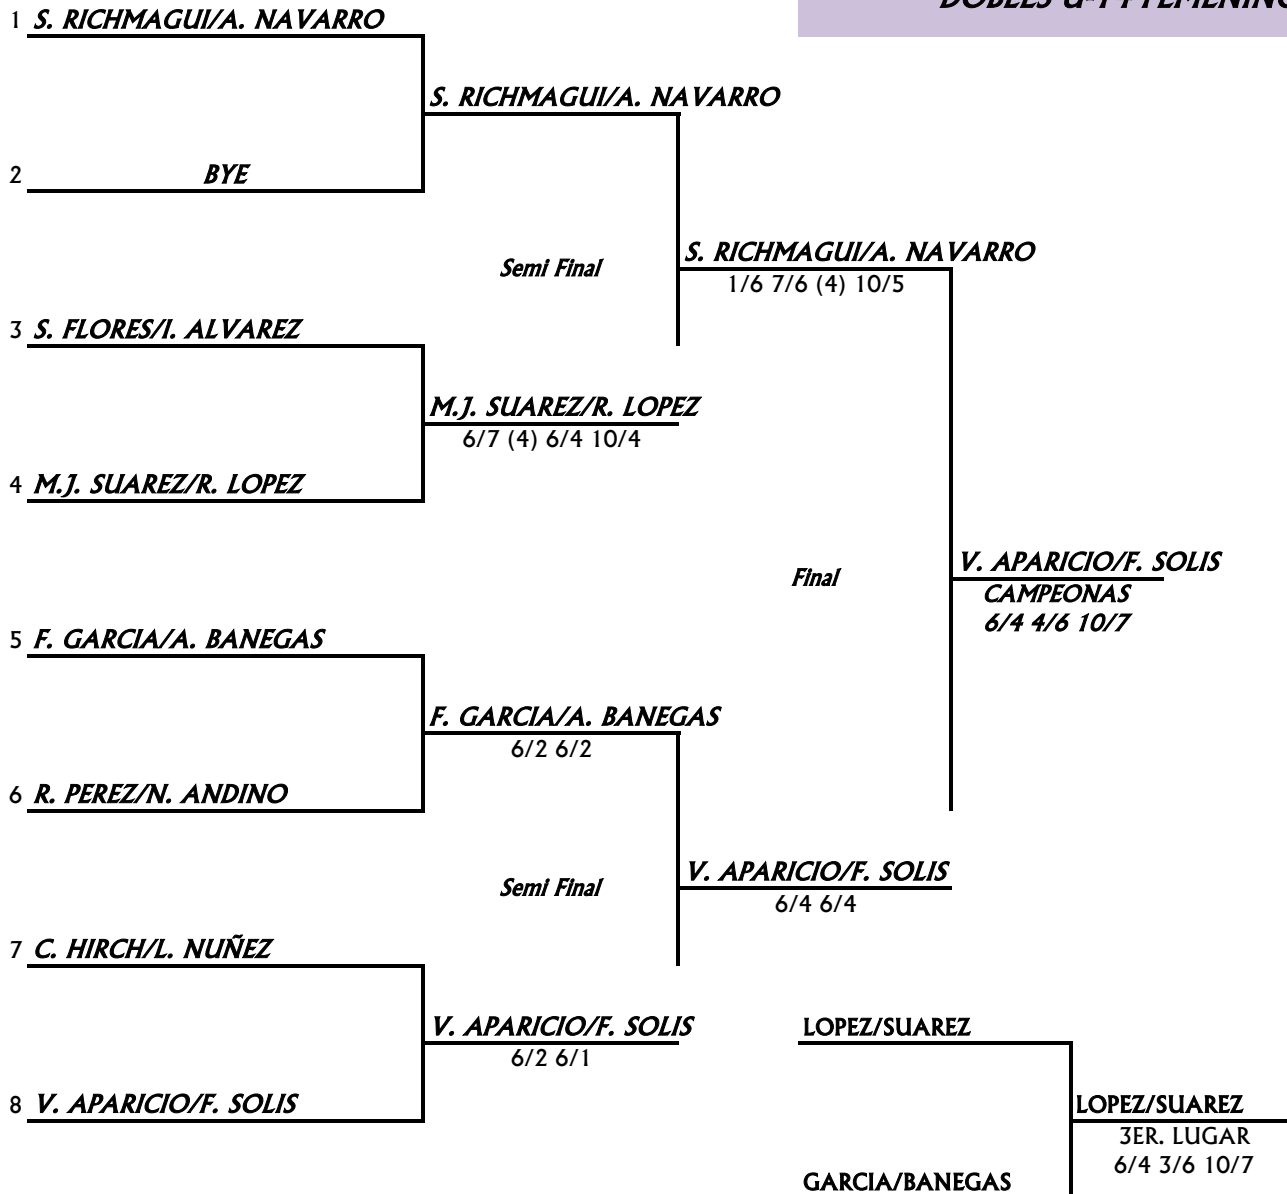 DOBLES
1 S. RICHMAGUI/A. NAVARRO
S. RICHMAGUI/A. NAVARRO
2 BYE
S. RICHMAGUI/A. NAVARRO
Semi Final
1/6 7/6 (4) 10/5
3 S. FLORES/I. ALVAREZ
M.J. SUAREZ/R. LOPEZ
6/7 (4) 6/4 10/4
4 M.J. SUAREZ/R. LOPEZ
V. APARICIO/F. SOLIS
Final
CAMPEONAS
6/4 4/6 10/7
5 F. GARCIA/A. BANEGAS
F. GARCIA/A. BANEGAS
6/2 6/2
6 R. PEREZ/N. ANDINO
V. APARICIO/F. SOLIS
Semi Final
6/4 6/4
7 C. HIRCH/L. NUÑEZ
V. APARICIO/F. SOLIS
6/2 6/1
8 V. APARICIO/F. SOLIS
LOPEZ/SUAREZ
LOPEZ/SUAREZ
3ER. LUGAR
6/4 3/6 10/7
GARCIA/BANEGAS